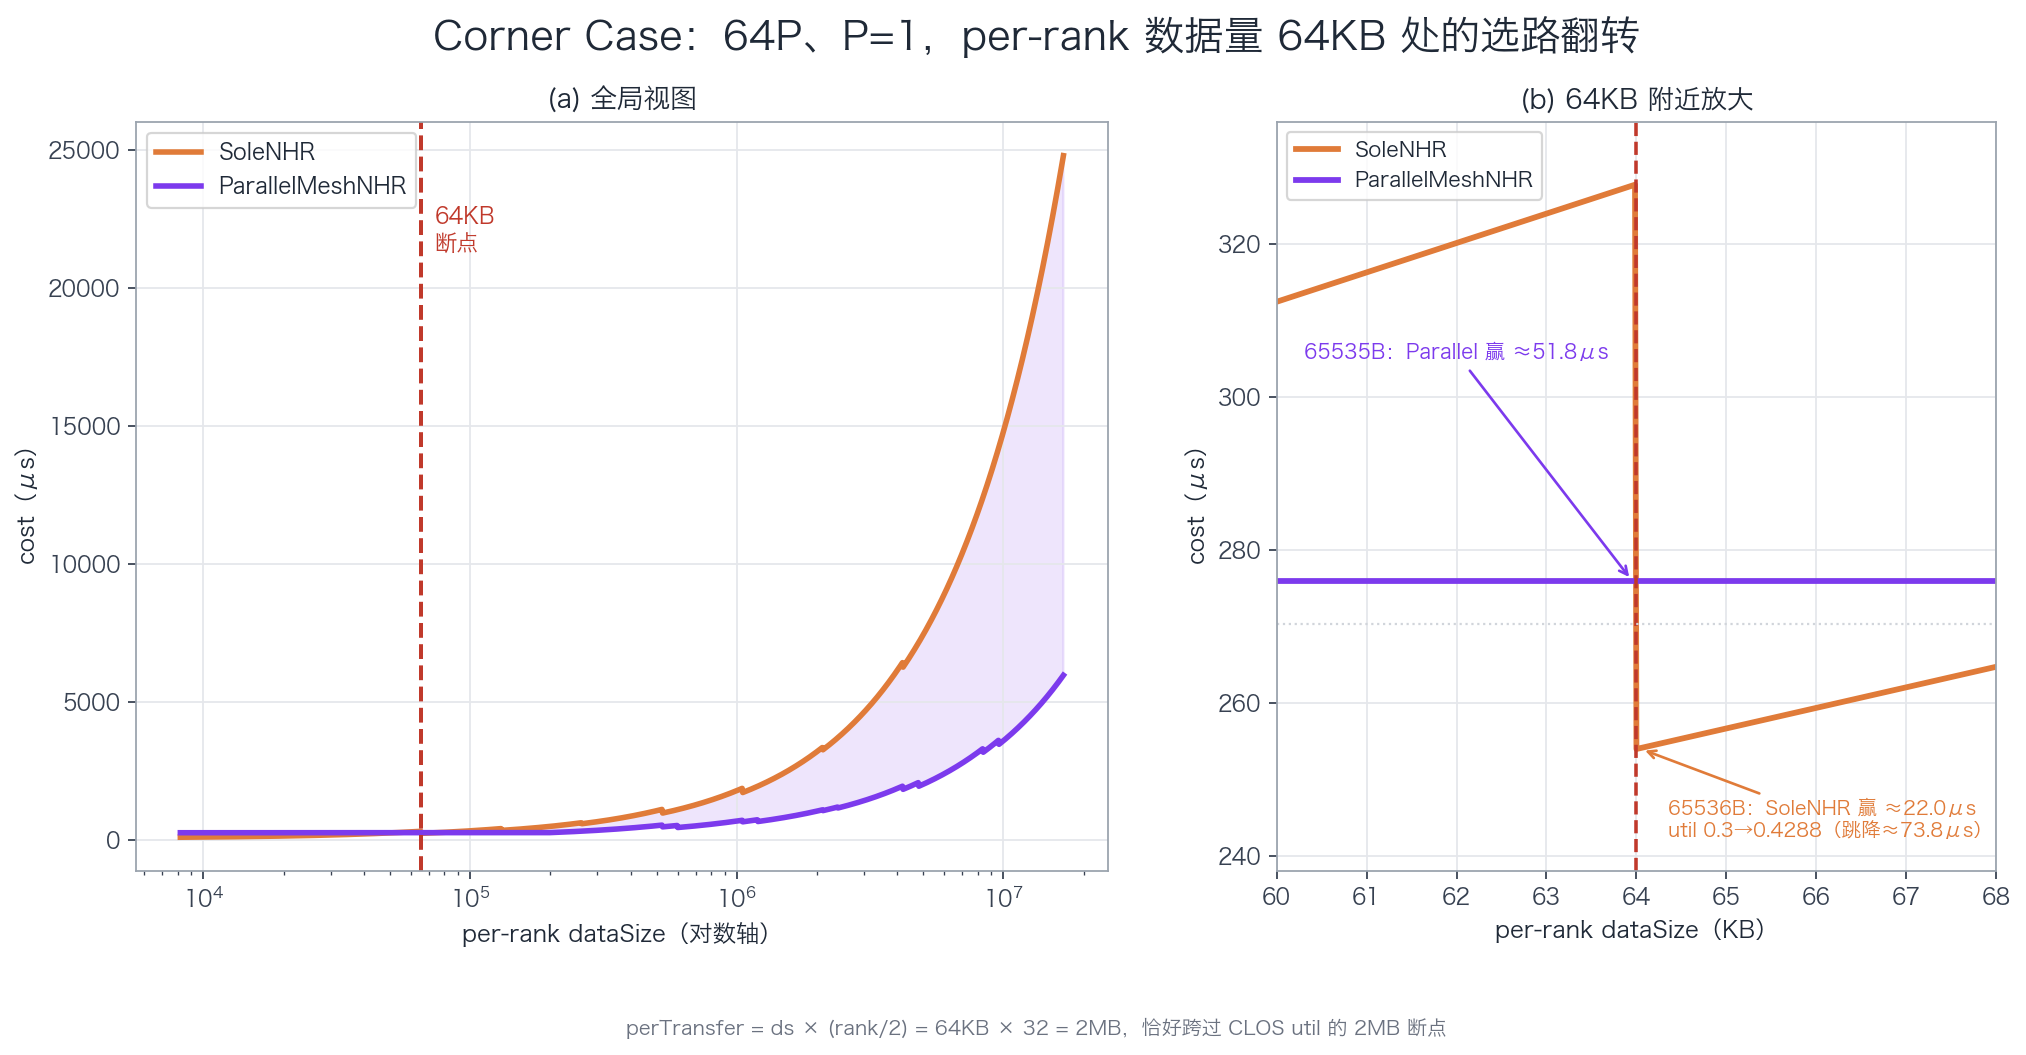 Corner Case：64P、P=1，per-rank 数据量 64KB 处的选路翻转
(a) 全局视图
SoleNHR
ParallelMeshNHR
64KB
断点
25000
20000
15000
10000
5000
0
cost（μs）
10⁴
10⁵
10⁶
10⁷
per-rank dataSize（对数轴）
(b) 64KB 附近放大
SoleNHR
ParallelMeshNHR
65535B：Parallel 赢 ≈51.8μs
65536B：SoleNHR 赢 ≈22.0μs
util 0.3→0.4288（跳降≈73.8μs）
320
300
280
260
240
cost（μs）
60
61
62
63
64
65
66
67
68
per-rank dataSize（KB）
perTransfer = ds × (rank/2) = 64KB × 32 = 2MB，恰好跨过 CLOS util 的 2MB 断点